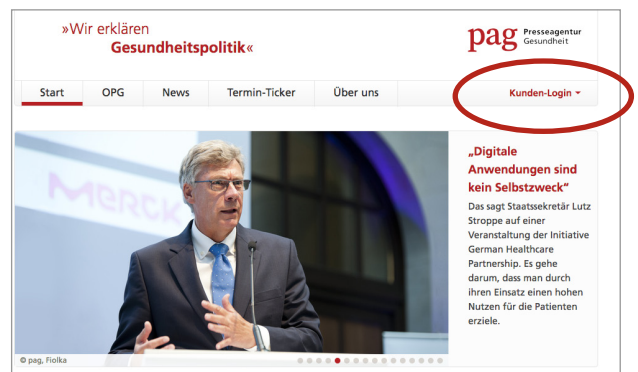 »Wir erklären
Gesundheitspolitik«
pag Presseagentur
Gesundheit
Start OPG News Termin-Ticker Über uns Kunden-Login
MERCK
„Digitale
Anwendungen sind
kein Selbstzweck“
Das sagt Staatssekretär Lutz
Stroppe auf einer
Veranstaltung der Initiative
German Healthcare
Partnership. Es gehe
darum, dass man durch
ihren Einsatz einen hohen
Nutzen für die Patienten
erziele.
© pag, Fiolka